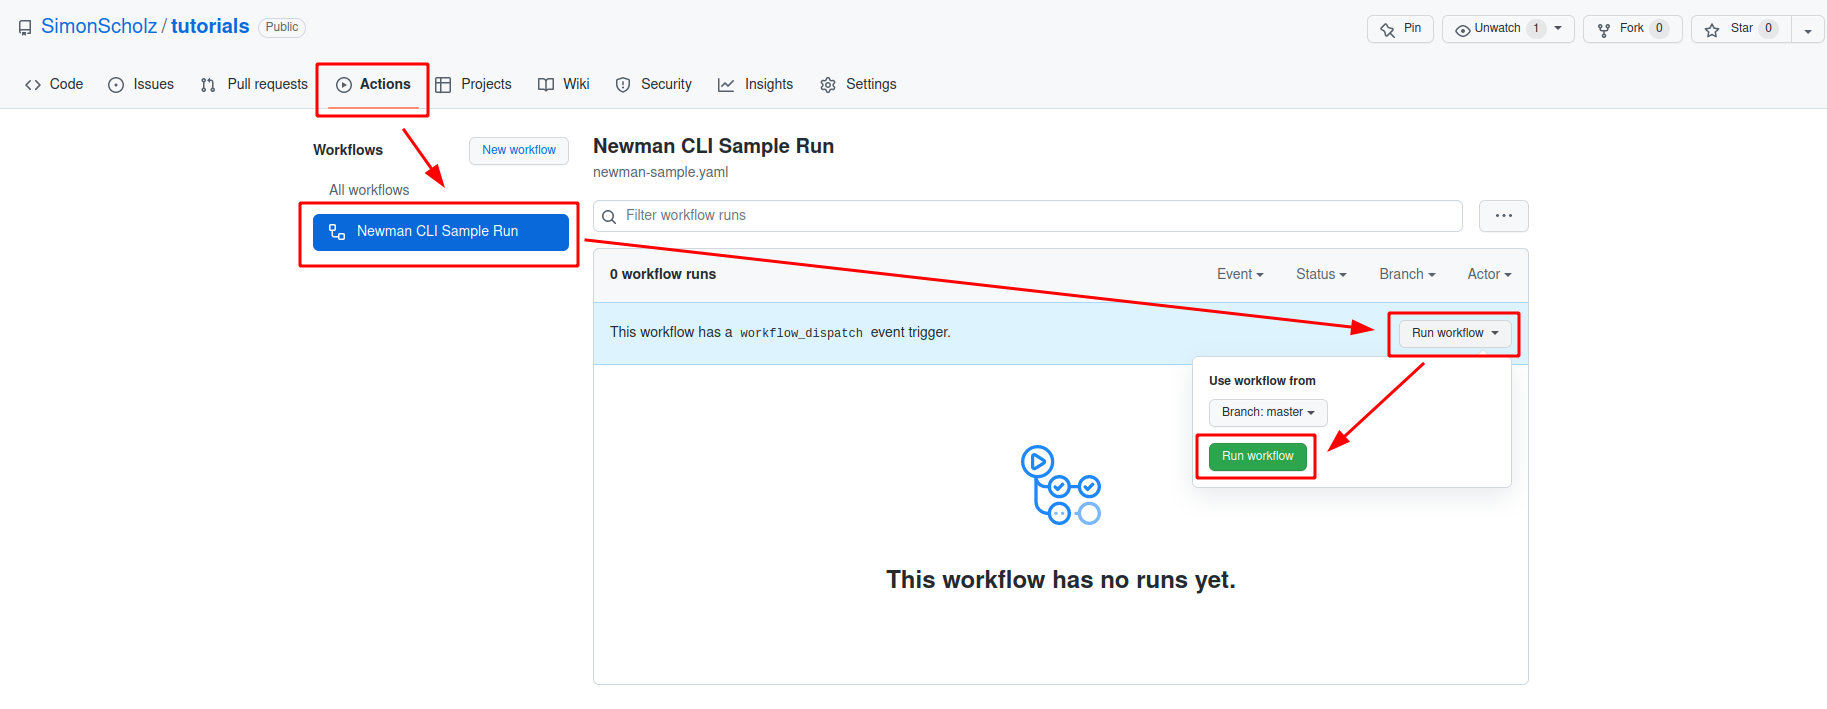 SimonScholz / tutorials Public
Pin Unwatch 1 Fork 0 Star 0
Code Issues Pull requests Actions Projects Wiki Security Insights Settings
Workflows New workflow
All workflows
Newman CLI Sample Run
Newman CLI Sample Run
newman-sample.yaml
Filter workflow runs
0 workflow runs Event Status Branch Actor
This workflow has a workflow_dispatch event trigger. Run workflow
Use workflow from
Branch: master
Run workflow
This workflow has no runs yet.